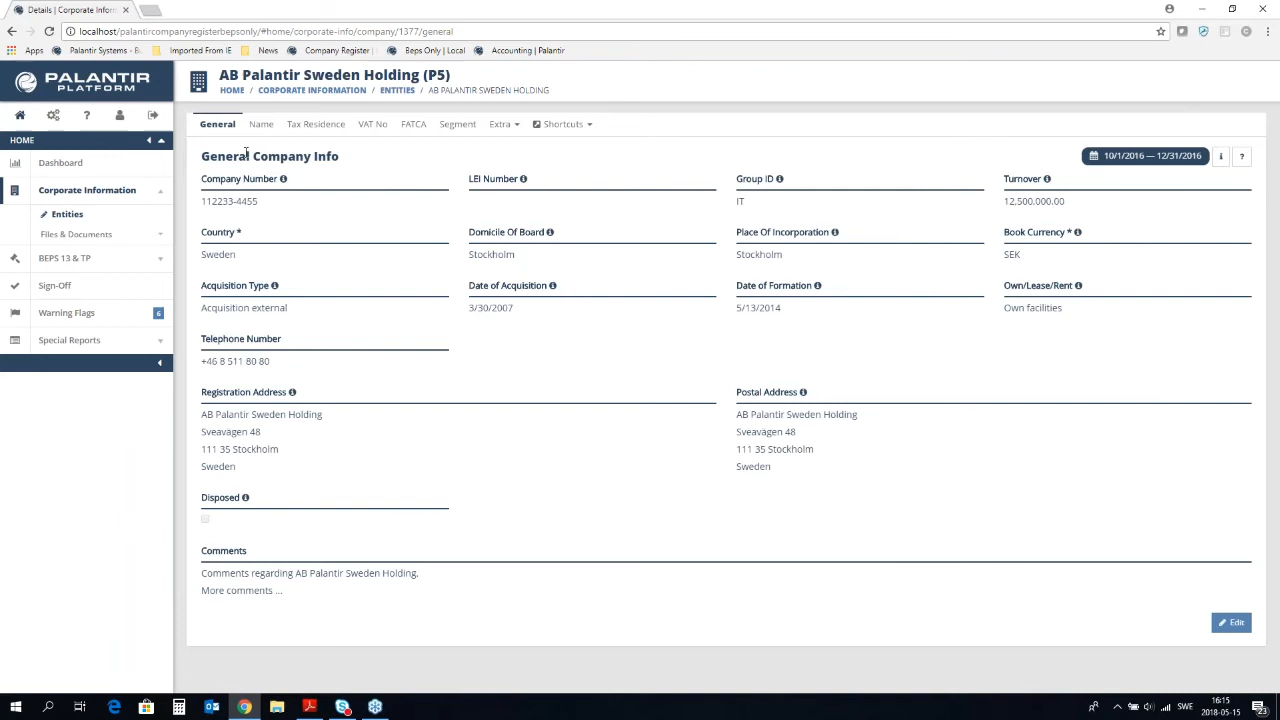 Details | Corporate Inform
localhost/palantircompanyregisterbepsonly/#home/corporate-info/company/1377/general
Apps Palantir Systems - B Imported From IE News Company Register Beps Only | Local Accounting | Palantir
PALANTIR
PLATFORM
AB Palantir Sweden Holding (P5)
HOME / CORPORATE INFORMATION / ENTITIES / AB PALANTIR SWEDEN HOLDING
HOME
Dashboard
Corporate Information
Entities
Files & Documents
BEPS 13 & TP
Sign-Off
Warning Flags 6
Special Reports
General Name Tax Residence VAT No FATCA Segment Extra Shortcuts
General Company Info
10/1/2016 — 12/31/2016
Company Number LEI Number Group ID Turnover
112233-4455 IT 12,500,000.00
Country * Domicile Of Board Place Of Incorporation Book Currency *
Sweden Stockholm Stockholm SEK
Acquisition Type Date of Acquisition Date of Formation Own/Lease/Rent
Acquisition external 3/30/2007 5/13/2014 Own facilities
Telephone Number
+46 8 511 80 80
Registration Address Postal Address
AB Palantir Sweden Holding AB Palantir Sweden Holding
Sveavägen 48 Sveavägen 48
111 35 Stockholm 111 35 Stockholm
Sweden Sweden
Disposed
Comments
Comments regarding AB Palantir Sweden Holding.
More comments ...
Edit
SWE
16:15
2018-05-15
23